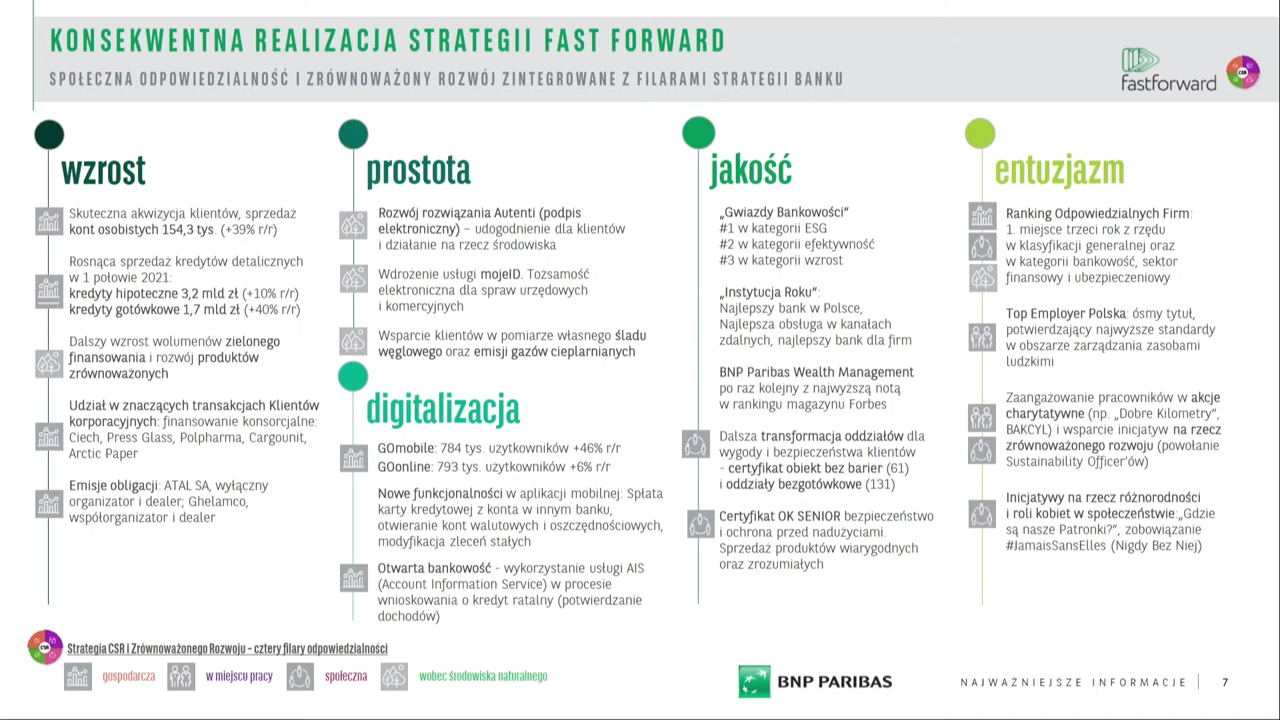 KONSEKWENTNA REALIZACJA STRATEGII FAST FORWARD
SPOŁECZNA ODPOWIEDZIALNOŚĆ I ZRÓWNOWAŻONY ROZWÓJ ZINTEGROWANE Z FILARAMI STRATEGII BANKU
fastforward
CSR
wzrost
Skuteczna akwizycja klientów, sprzedaż
kont osobistych 154,3 tys. (+39% r/r)
Rosnąca sprzedaż kredytów detalicznych
w 1 połowie 2021:
kredyty hipoteczne 3,2 mld zł (+10% r/r)
kredyty gotówkowe 1,7 mld zł (+40% r/r)
Dalszy wzrost wolumenów zielonego
finansowania i rozwój produktów
zrównoważonych
Udział w znaczących transakcjach Klientów
korporacyjnych: finansowanie konsorcjalne:
Ciech, Press Glass, Polpharma, Cargounit,
Arctic Paper
Emisje obligacji: ATAL SA, wyłączny
organizator i dealer; Ghelamco,
współorganizator i dealer
prostota
Rozwój rozwiązania Autenti (podpis
elektroniczny) – udogodnienie dla klientów
i działanie na rzecz środowiska
Wdrożenie usługi mojeID. Tożsamość
elektroniczna dla spraw urzędowych
i komercyjnych
Wsparcie klientów w pomiarze własnego śladu
węglowego oraz emisji gazów cieplarnianych
digitalizacja
GOmobile: 784 tys. użytkowników +46% r/r
GOonline: 793 tys. użytkowników +6% r/r
Nowe funkcjonalności w aplikacji mobilnej: Spłata
karty kredytowej z konta w innym banku,
otwieranie kont walutowych i oszczędnościowych,
modyfikacja zleceń stałych
Otwarta bankowość - wykorzystanie usługi AIS
(Account Information Service) w procesie
wnioskowania o kredyt ratalny (potwierdzanie
dochodów)
jakość
„Gwiazdy Bankowości”
#1 w kategorii ESG
#2 w kategorii efektywność
#3 w kategorii wzrost
„Instytucja Roku”:
Najlepszy bank w Polsce,
Najlepsza obsługa w kanałach
zdalnych, najlepszy bank dla firm
BNP Paribas Wealth Management
po raz kolejny z najwyższą notą
w rankingu magazynu Forbes
Dalsza transformacja oddziałów dla
wygody i bezpieczeństwa klientów
- certyfikat obiekt bez barier (61)
i oddziały bezgotówkowe (131)
Certyfikat OK SENIOR bezpieczeństwo
i ochrona przed nadużyciami.
Sprzedaż produktów wiarygodnych
oraz zrozumiałych
entuzjazm
Ranking Odpowiedzialnych Firm:
1. miejsce trzeci rok z rzędu
w klasyfikacji generalnej oraz
w kategorii bankowość, sektor
finansowy i ubezpieczeniowy
Top Employer Polska: ósmy tytuł,
potwierdzający najwyższe standardy
w obszarze zarządzania zasobami
ludzkimi
Zaangażowanie pracowników w akcje
charytatywne (np. „Dobre Kilometry”,
BAKCYL) i wsparcie inicjatyw na rzecz
zrównoważonego rozwoju (powołanie
Sustainability Officer’ów)
Inicjatywy na rzecz różnorodności
i roli kobiet w społeczeństwie:„Gdzie
są nasze Patronki?”, zobowiązanie
#JamaisSansElles (Nigdy Bez Niej)
CSR
Strategia CSR i Zrównoważonego Rozwoju – cztery filary odpowiedzialności
gospodarcza w miejscu pracy społeczna wobec środowiska naturalnego
BNP PARIBAS
NAJWAŻNIEJSZE INFORMACJE 7